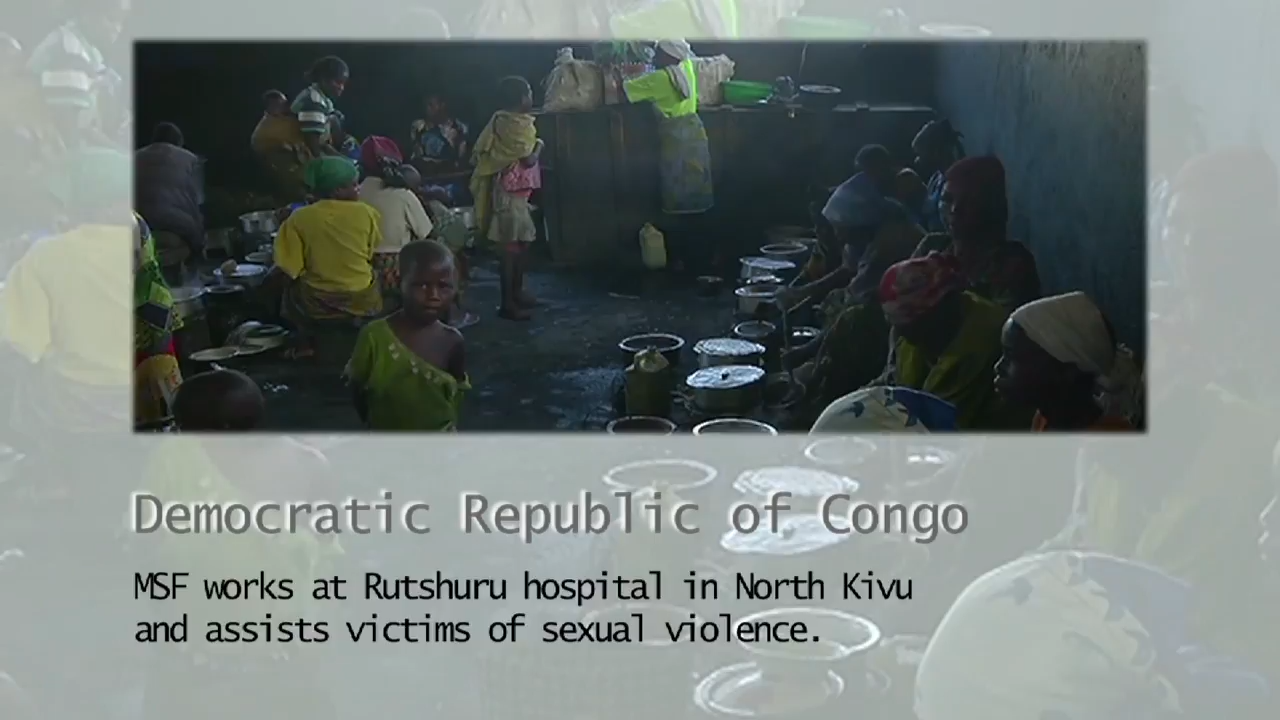 Democratic Republic of Congo
MSF works at Rutshuru hospital in North Kivu
and assists victims of sexual violence.